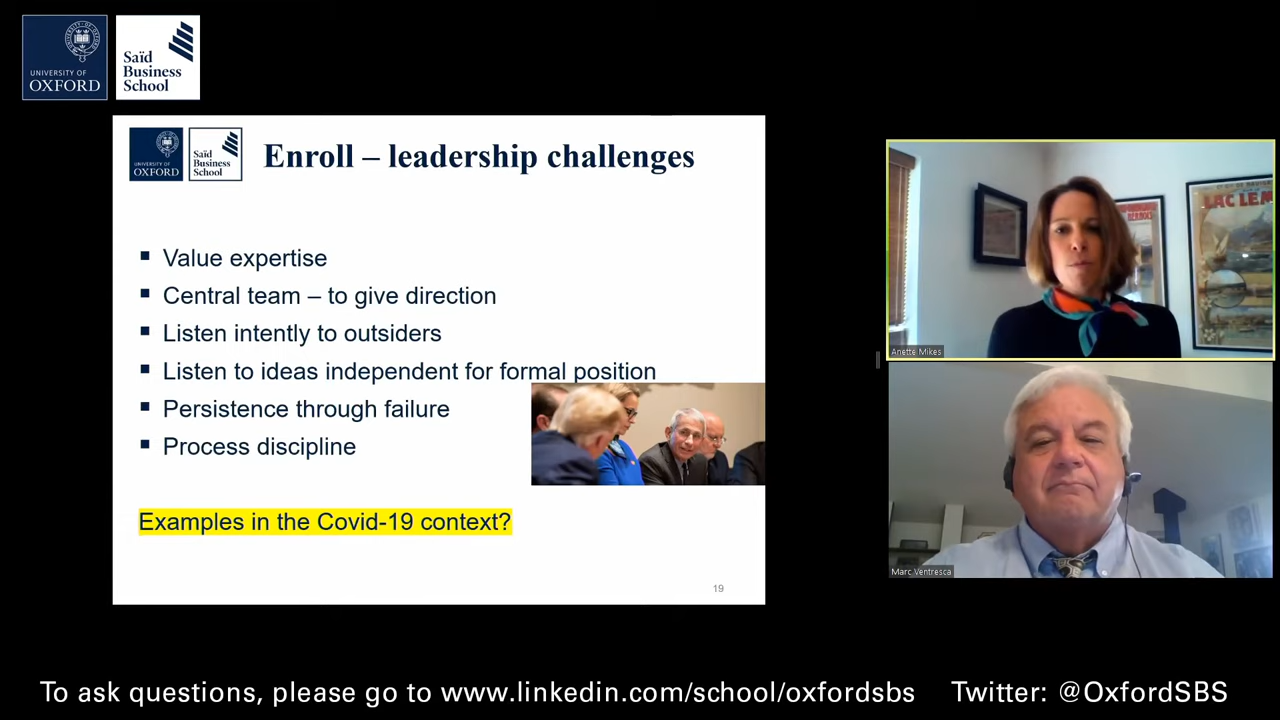 UNIVERSITY OF
OXFORD
Saïd
Business
School
UNIVERSITY OF
OXFORD
Saïd
Business
School
Enroll – leadership challenges
Value expertise
Central team – to give direction
Listen intently to outsiders
Listen to ideas independent for formal position
Persistence through failure
Process discipline
Examples in the Covid-19 context?
19
LAC LEM
Anette Mikes
Marc Ventresca
To ask questions, please go to www.linkedin.com/school/oxfordsbs Twitter: @OxfordSBS